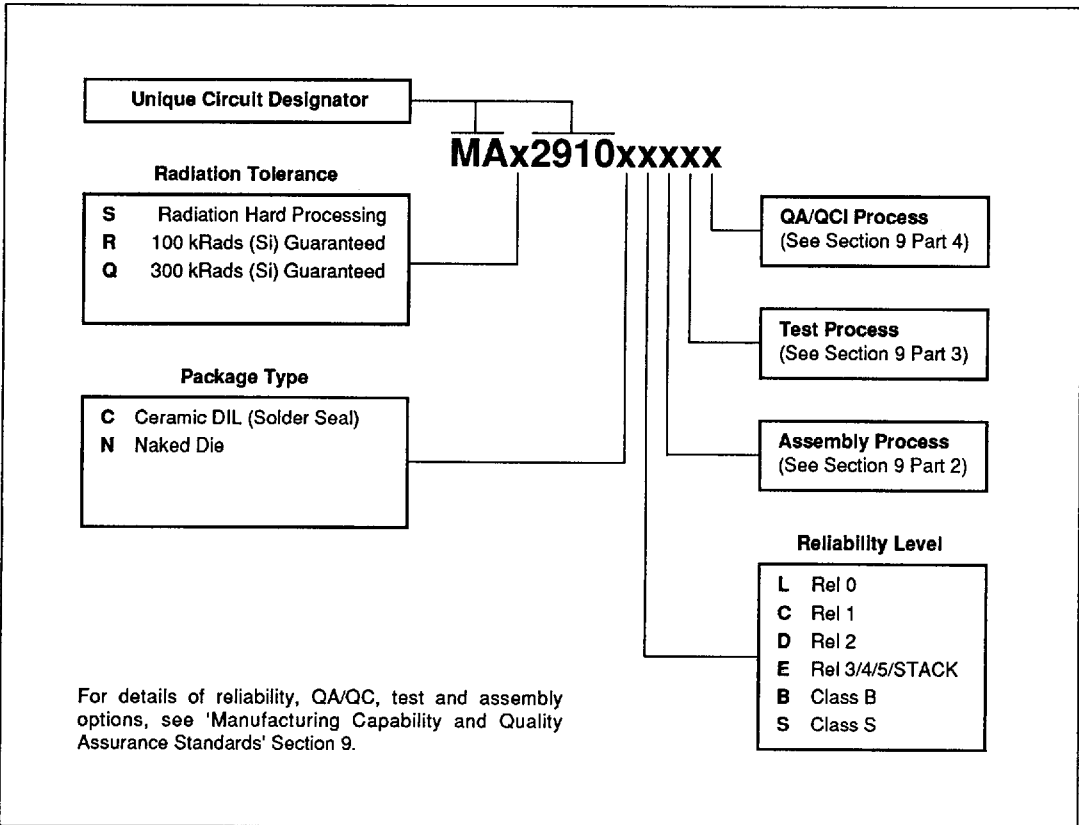 Unique Circuit Designator
MAx2910xxxxx
Radiation Tolerance
S Radiation Hard Processing
R 100 kRads (Si) Guaranteed
Q 300 kRads (Si) Guaranteed
Package Type
C Ceramic DIL (Solder Seal)
N Naked Die
QA/QCI Process
(See Section 9 Part 4)
Test Process
(See Section 9 Part 3)
Assembly Process
(See Section 9 Part 2)
Reliability Level
L Rel 0
C Rel 1
D Rel 2
E Rel 3/4/5/STACK
B Class B
S Class S
For details of reliability, QA/QC, test and assembly
options, see 'Manufacturing Capability and Quality
Assurance Standards' Section 9.